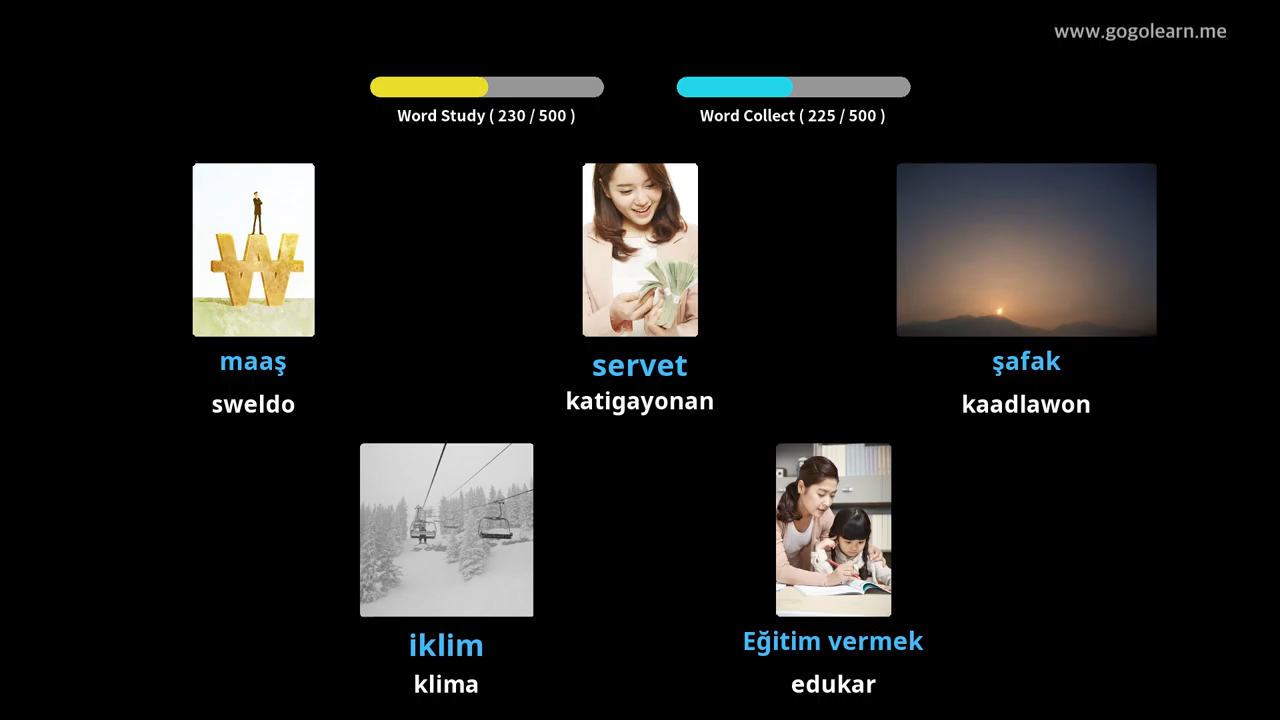 www.gogolearn.me
Word Study ( 230 / 500 )
Word Collect ( 225 / 500 )
maaş
servet
şafak
sweldo
katigayonan
kaadlawon
iklim
Eğitim vermek
klima
edukar